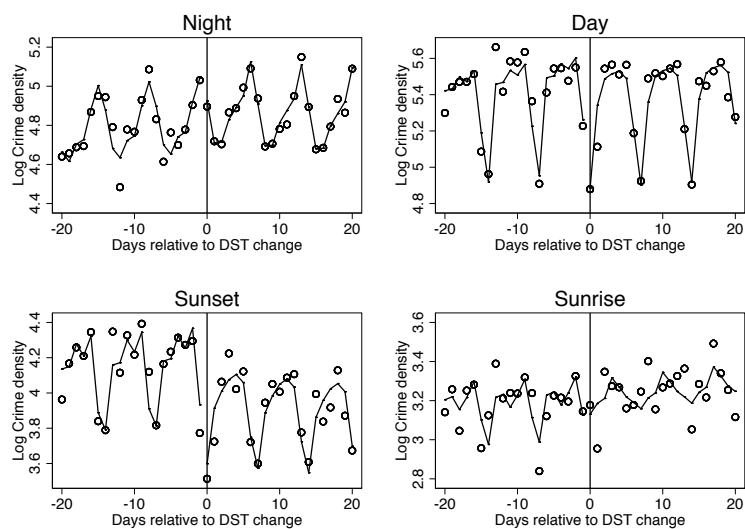 Night
Log Crime density
5.2
5
4.8
4.6
4.4
-20 -10 0 10 20
Days relative to DST change
Day
Log Crime density
5.6
5.4
5.2
5
4.8
-20 -10 0 10 20
Days relative to DST change
Sunset
Log Crime density
4.4
4.2
4
3.8
3.6
-20 -10 0 10 20
Days relative to DST change
Sunrise
Log Crime density
3.6
3.4
3.2
3
2.8
-20 -10 0 10 20
Days relative to DST change